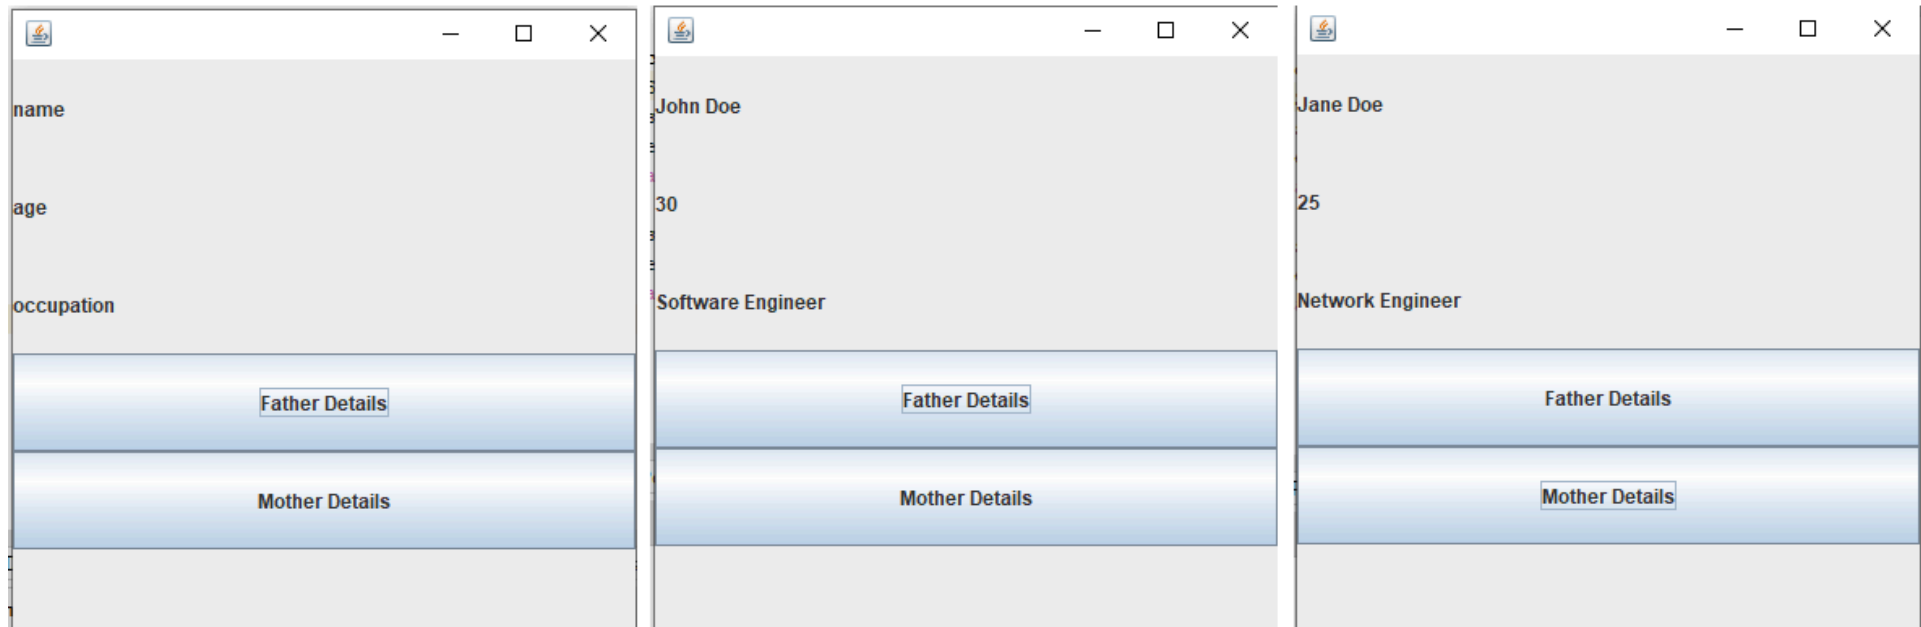 name
age
occupation
Father Details
Mother Details
John Doe
30
Software Engineer
Father Details
Mother Details
Jane Doe
25
Network Engineer
Father Details
Mother Details